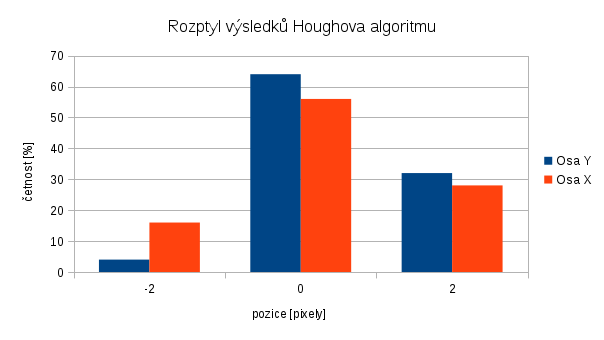 Rozptyl výsledků Houghova algoritmu
70
60
50
40
30
20
10
0
četnost [%]
-2
0
2
pozice [pixely]
Osa Y
Osa X